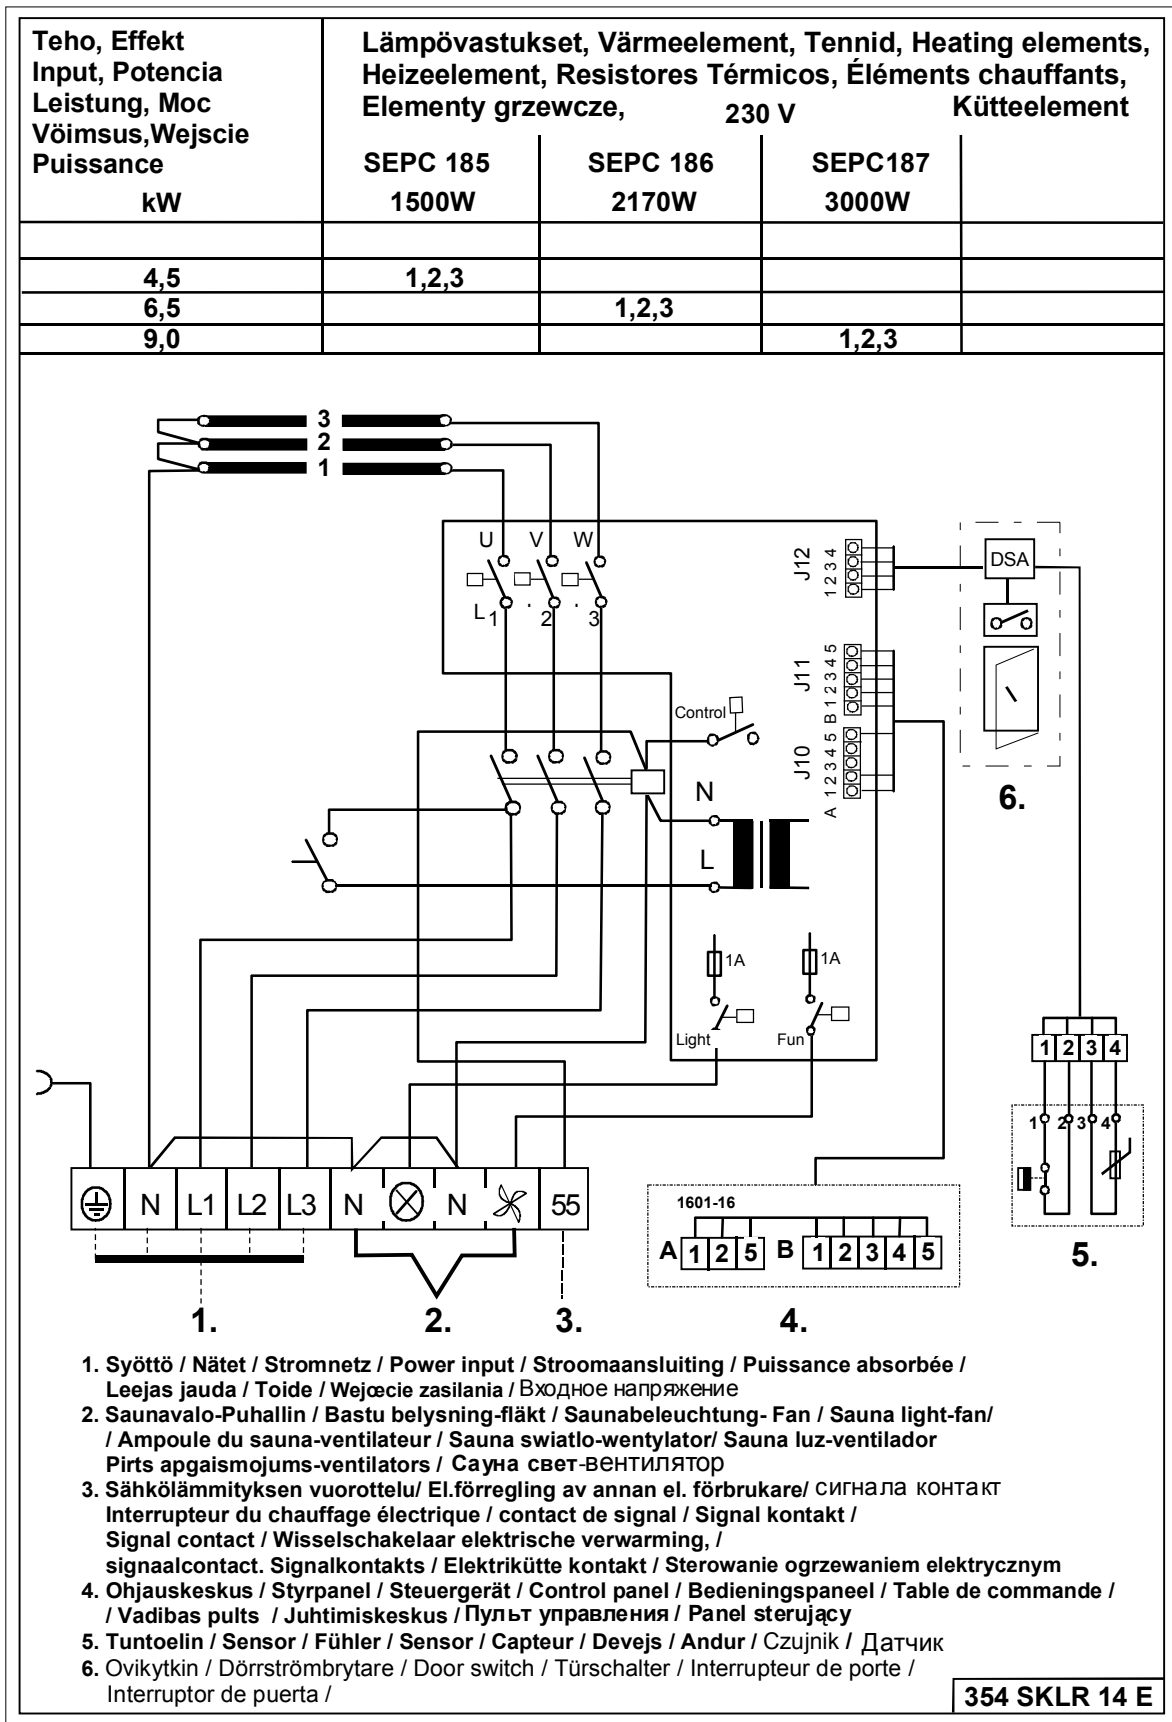 Teho, Effekt
Input, Potencia
Leistung, Moc
Vöimsus,Wejscie
Puissance
kW
Lämpövastukset, Värmeelement, Tennid, Heating elements,
Heizeelement, Resistores Térmicos, Éléments chauffants,
Elementy grzewcze, 230 V Kütteelement
SEPC 185 SEPC 186 SEPC187
1500W 2170W 3000W
4,5 1,2,3
6,5 1,2,3
9,0 1,2,3
3
2
1
U V W
L1 . 2 . 3
J12
1 2 3 4
J11
B 1 2 3 4 5
J10
A 1 2 3 4 5
DSA
6.
Control
N
L
1A 1A
Light Fun
1 2 3 4
1 2 3 4
5.
N L1 L2 L3 N N 55
1601-16
A 1 2 5 B 1 2 3 4 5
1. 2. 3. 4.
1. Syöttö / Nätet / Stromnetz / Power input / Stroomaansluiting / Puissance absorbée /
Leejas jauda / Toide / Wejœcie zasilania / Входное напряжение
2. Saunavalo-Puhallin / Bastu belysning-fläkt / Saunabeleuchtung- Fan / Sauna light-fan/
/ Ampoule du sauna-ventilateur / Sauna swiatlo-wentylator/ Sauna luz-ventilador
Pirts apgaismojums-ventilators / Сауна свет-вентилятор
3. Sähkölämmityksen vuorottelu/ El.förregling av annan el. förbrukare/ сигнала контакт
Interrupteur du chauffage électrique / contact de signal / Signal kontakt /
Signal contact / Wisselschakelaar elektrische verwarming, /
signaalcontact. Signalkontakts / Elektrikütte kontakt / Sterowanie ogrzewaniem elektrycznym
4. Ohjauskeskus / Styrpanel / Steuergerät / Control panel / Bedieningspaneel / Table de commande /
/ Vadibas pults / Juhtimiskeskus / Пульт управления / Panel sterujący
5. Tuntoelin / Sensor / Fühler / Sensor / Capteur / Devejs / Andur / Czujnik / Датчик
6. Ovikytkin / Dörrströmbrytare / Door switch / Türschalter / Interrupteur de porte /
Interruptor de puerta /
354 SKLR 14 E